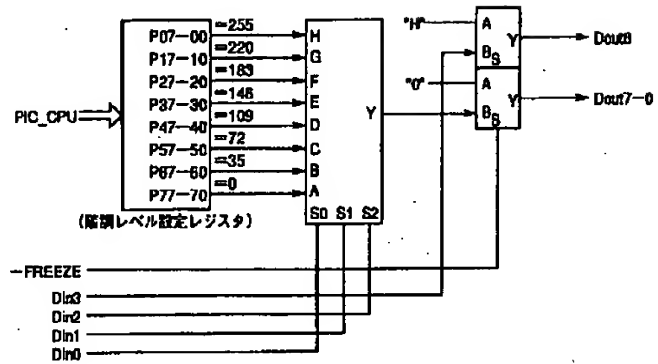 P07-00
=255
H
P17-10
=220
G
P27-20
=183
F
P37-30
=146
E
P47-40
=109
D
P57-50
=72
C
P67-60
=35
B
P77-70
=0
A
Y
S0 S1 S2
PIC_CPU
(階調レベル設定レジスタ)
"H"
A
B
S
Y
Dout8
"0"
A
B
S
Y
Dout7-0
-FREEZE
Din3
Din2
Din1
Din0